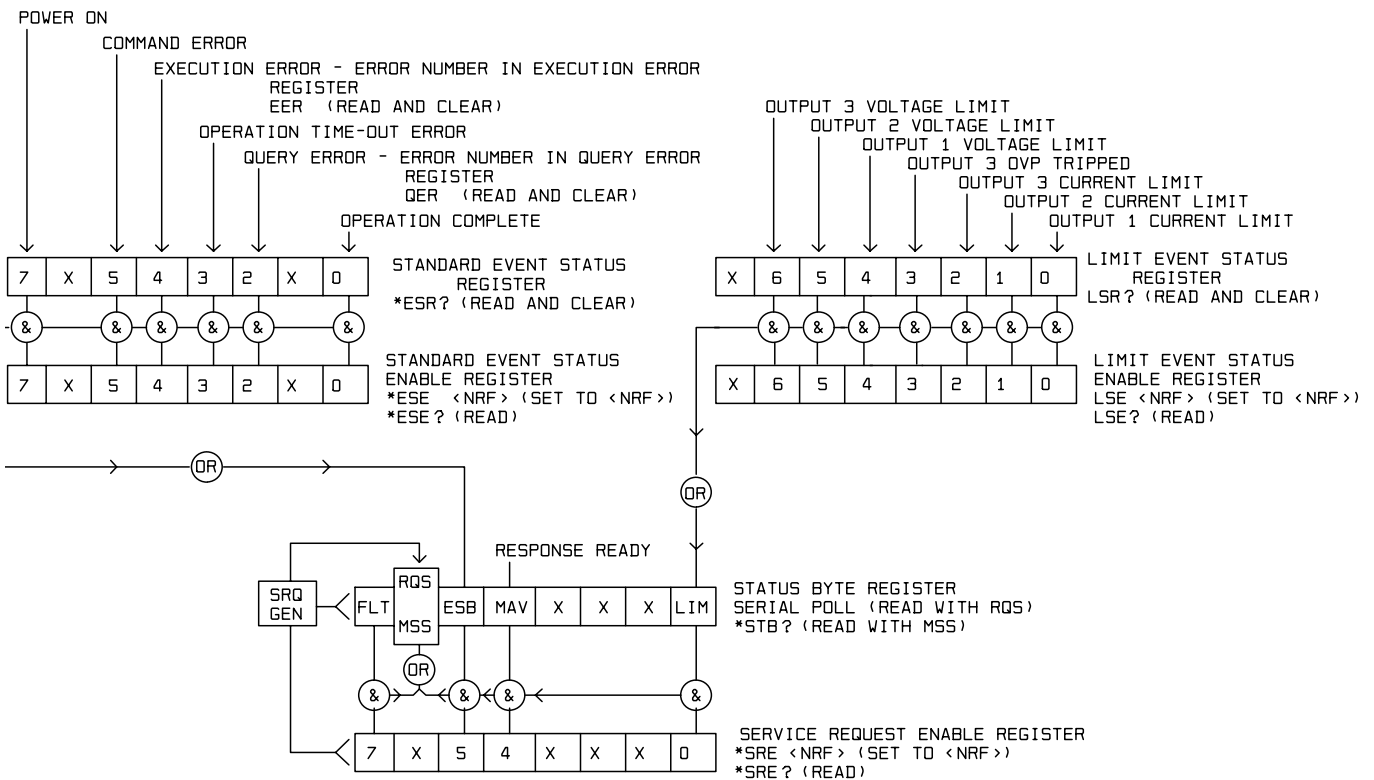 POWER ON
COMMAND ERROR
EXECUTION ERROR - ERROR NUMBER IN EXECUTION ERROR
REGISTER
EER (READ AND CLEAR)
OPERATION TIME-OUT ERROR
QUERY ERROR - ERROR NUMBER IN QUERY ERROR
REGISTER
QER (READ AND CLEAR)
OPERATION COMPLETE
7 X 5 4 3 2 X 0
STANDARD EVENT STATUS
REGISTER
*ESR? (READ AND CLEAR)
& & & & & &
STANDARD EVENT STATUS
ENABLE REGISTER
*ESE <NRF> (SET TO <NRF>)
*ESE? (READ)
7 X 5 4 3 2 X 0
OUTPUT 3 VOLTAGE LIMIT
OUTPUT 2 VOLTAGE LIMIT
OUTPUT 1 VOLTAGE LIMIT
OUTPUT 3 OVP TRIPPED
OUTPUT 3 CURRENT LIMIT
OUTPUT 2 CURRENT LIMIT
OUTPUT 1 CURRENT LIMIT
X 6 5 4 3 2 1 0
LIMIT EVENT STATUS
REGISTER
LSR? (READ AND CLEAR)
& & & & & & &
LIMIT EVENT STATUS
ENABLE REGISTER
LSE <NRF> (SET TO <NRF>)
LSE? (READ)
X 6 5 4 3 2 1 0
OR
OR
RESPONSE READY
SRQ
GEN
FLT RQS ESB MAV X X X LIM
MSS
STATUS BYTE REGISTER
SERIAL POLL (READ WITH RQS)
*STB? (READ WITH MSS)
OR
& & & &
7 X 5 4 X X X 0
SERVICE REQUEST ENABLE REGISTER
*SRE <NRF> (SET TO <NRF>)
*SRE? (READ)